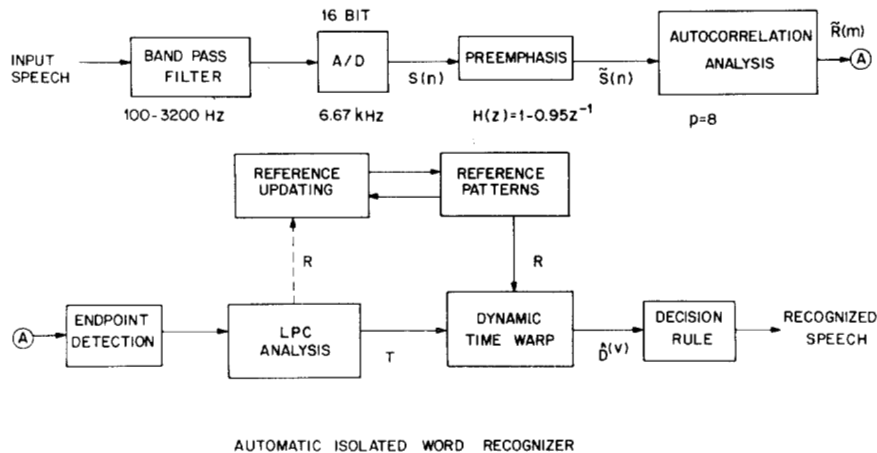 16 BIT
INPUT SPEECH
BAND PASS FILTER
A/D
S(n)
PREEMPHASIS
S̃(n)
AUTOCORRELATION ANALYSIS
R̃(m)
A
100-3200 Hz
6.67 kHz
H(z)=1-0.95z⁻¹
p=8
REFERENCE UPDATING
REFERENCE PATTERNS
R
R
A
ENDPOINT DETECTION
LPC ANALYSIS
T
DYNAMIC TIME WARP
D̂(v)
DECISION RULE
RECOGNIZED SPEECH
AUTOMATIC ISOLATED WORD RECOGNIZER